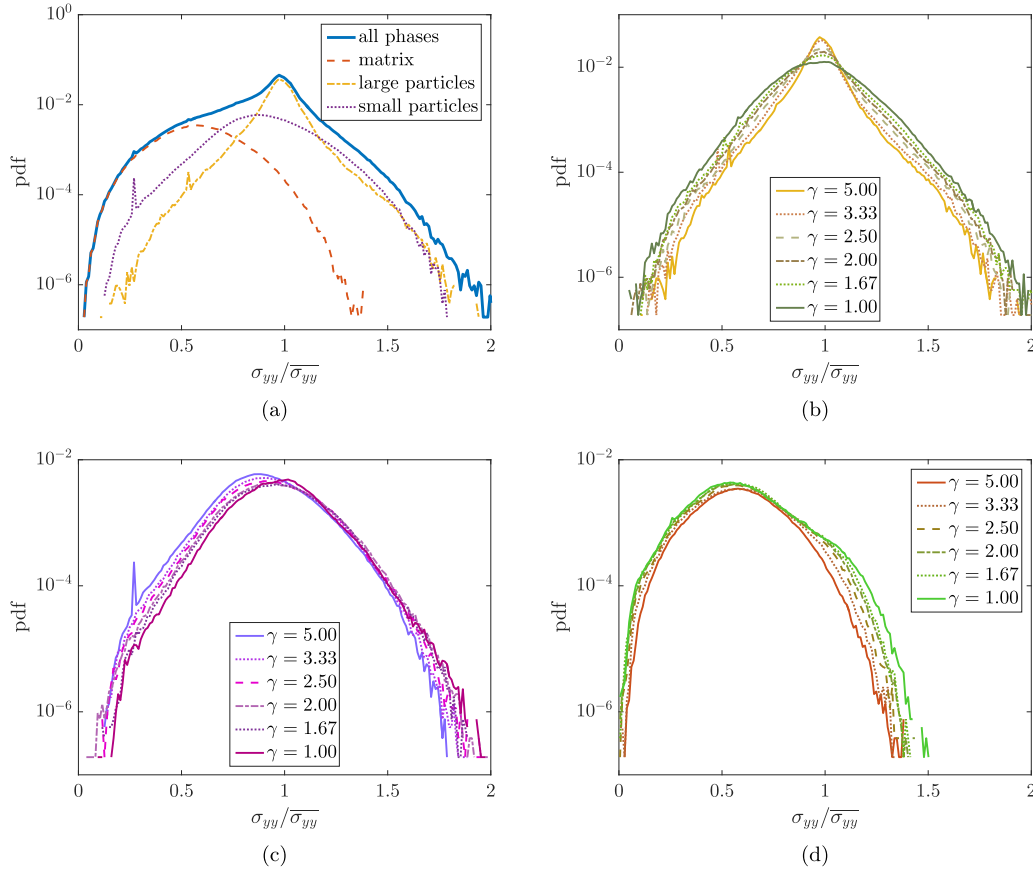 10^0
10^-2
10^-4
10^-6
pdf
all phases
matrix
large particles
small particles
0 0.5 1 1.5 2
σ_yy/\overline{σ_yy}
(a)
10^-2
10^-4
10^-6
pdf
γ = 5.00
γ = 3.33
γ = 2.50
γ = 2.00
γ = 1.67
γ = 1.00
0 0.5 1 1.5 2
σ_yy/\overline{σ_yy}
(b)
10^-2
10^-4
10^-6
pdf
γ = 5.00
γ = 3.33
γ = 2.50
γ = 2.00
γ = 1.67
γ = 1.00
0 0.5 1 1.5 2
σ_yy/\overline{σ_yy}
(c)
10^-2
10^-4
10^-6
pdf
γ = 5.00
γ = 3.33
γ = 2.50
γ = 2.00
γ = 1.67
γ = 1.00
0 0.5 1 1.5 2
σ_yy/\overline{σ_yy}
(d)